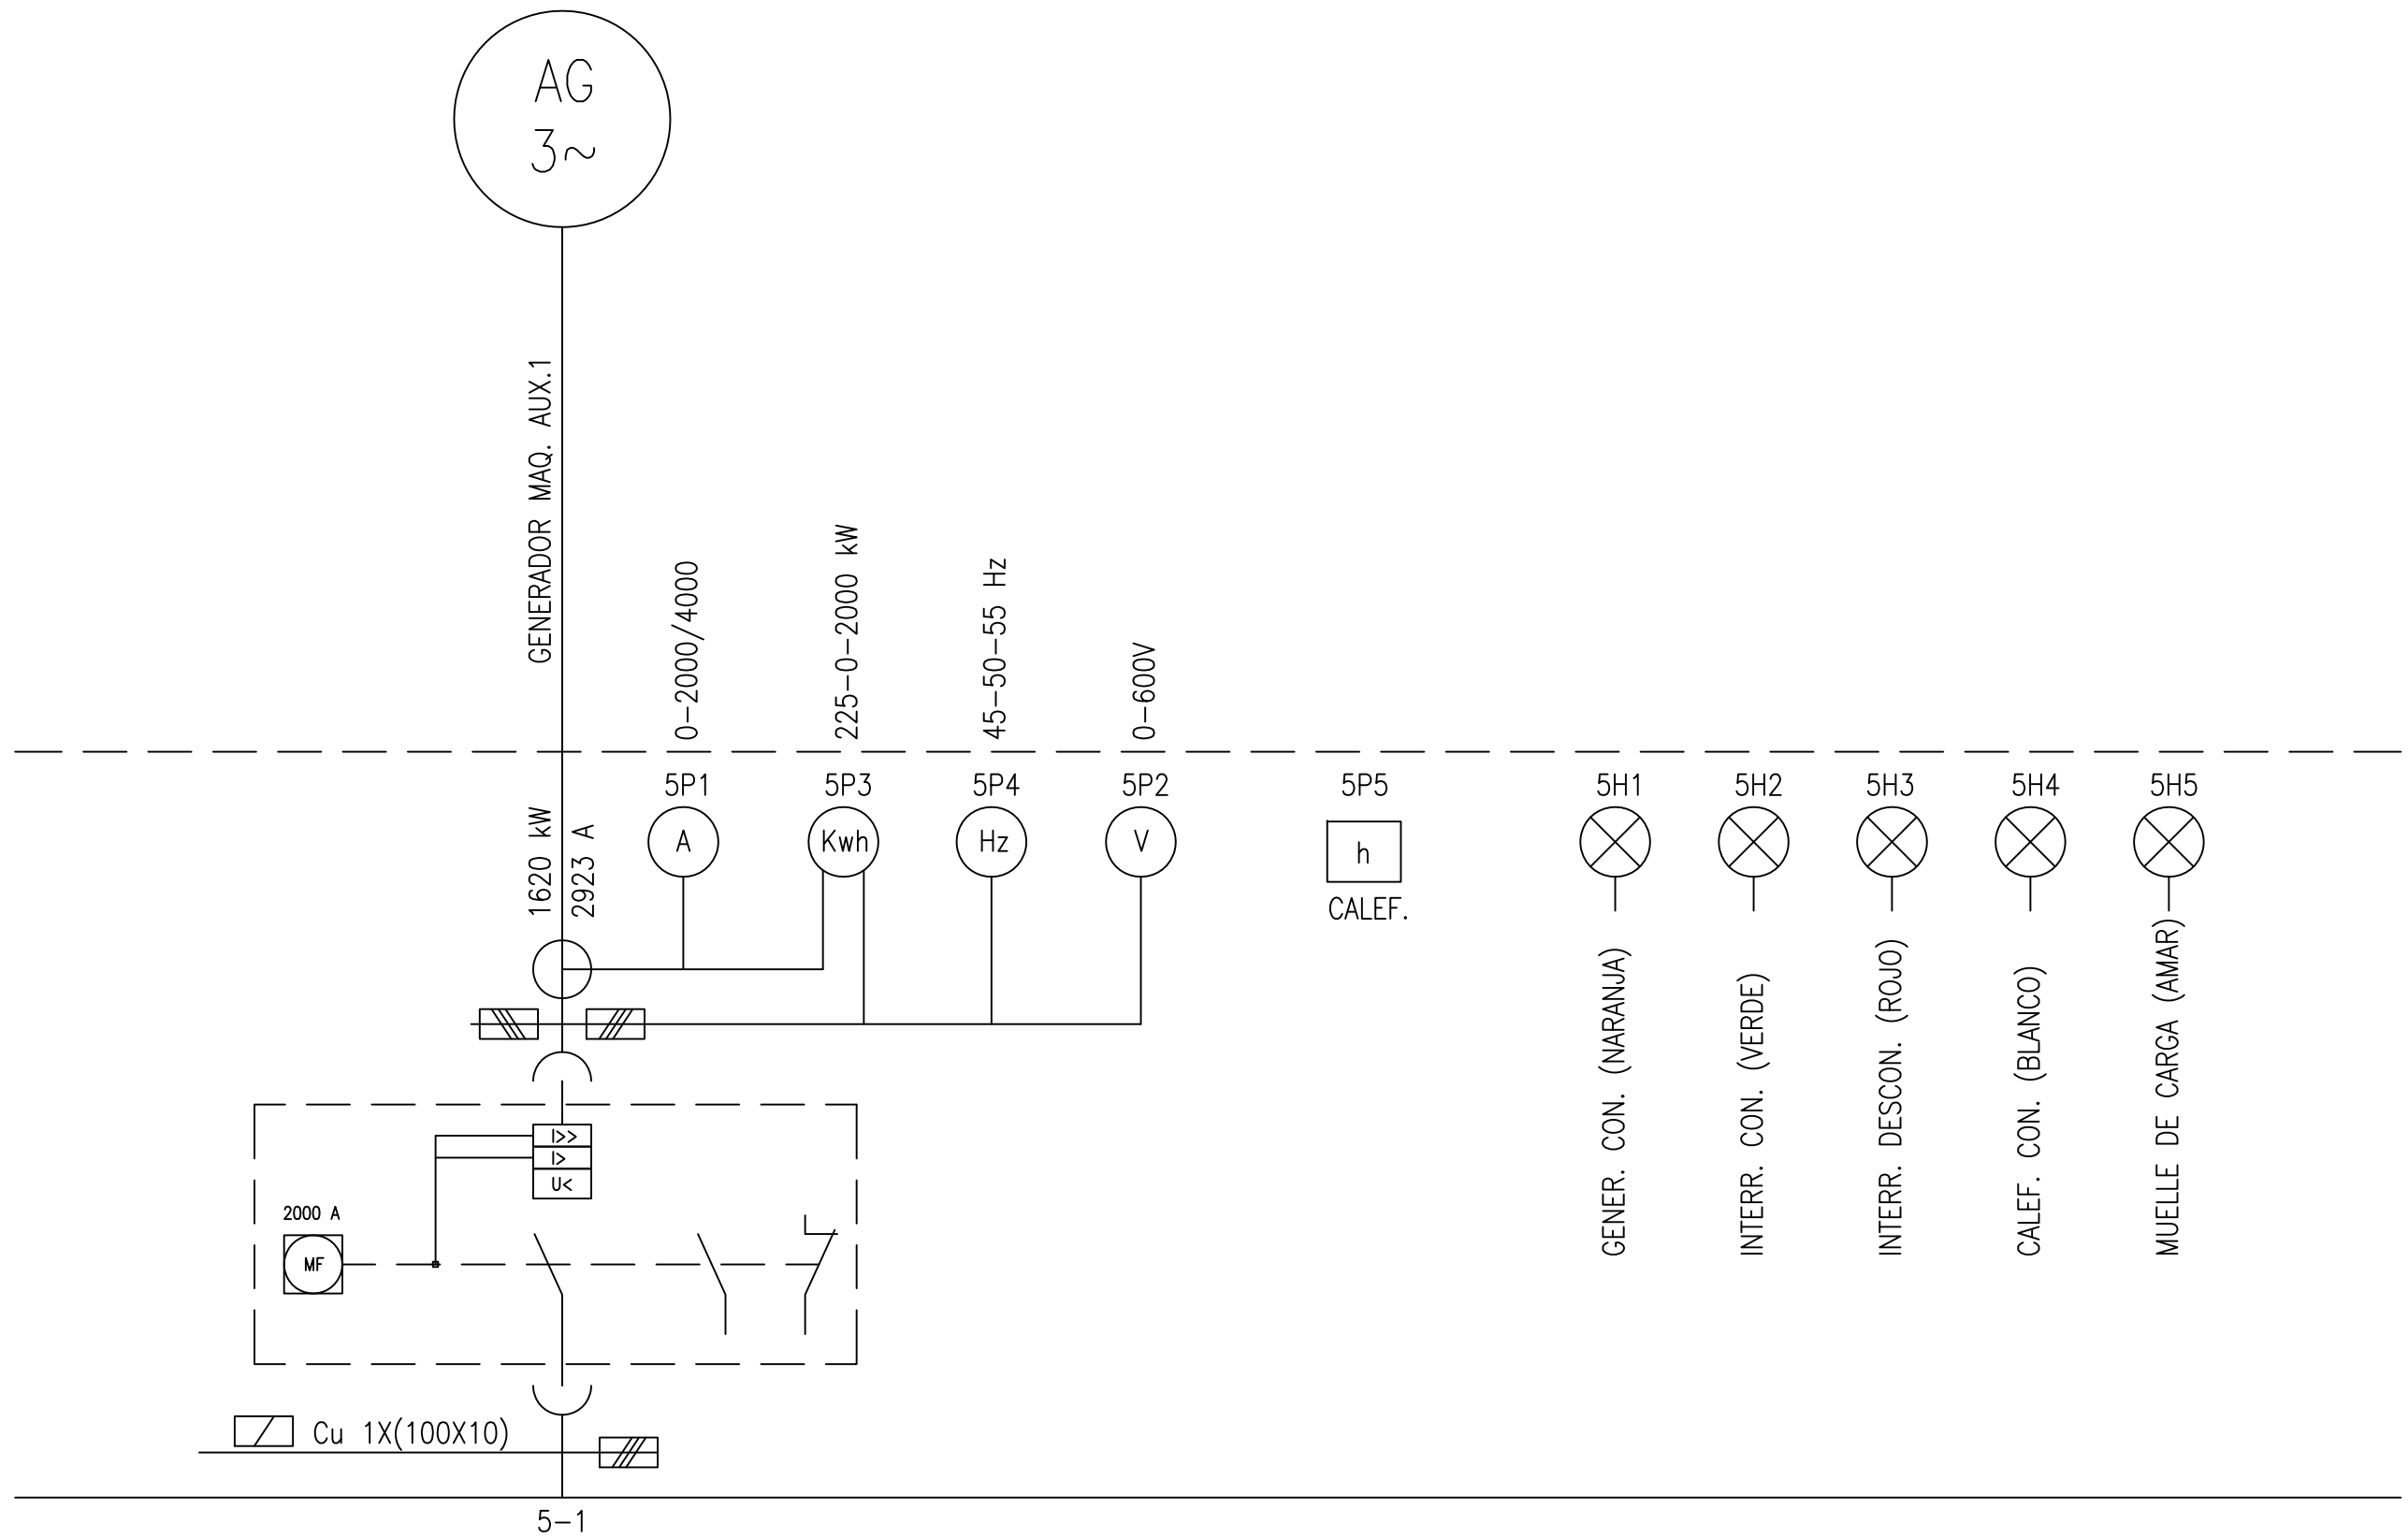 AG
3~
GENERADOR MAQ. AUX.1
0-2000/4000
225-0-2000 kW
45-50-55 Hz
0-600V
1620 kW
2923 A
5P1
5P3
5P4
5P2
5P5
5H1
5H2
5H3
5H4
5H5
A
Kwh
Hz
V
h
CALEF.
GENER. CON. (NARANJA)
INTERR. CON. (VERDE)
INTERR. DESCON. (ROJO)
CALEF. CON. (BLANCO)
MUELLE DE CARGA (AMAR)
I>>
I>
U<
2000 A
MF
Cu 1X(100X10)
5-1